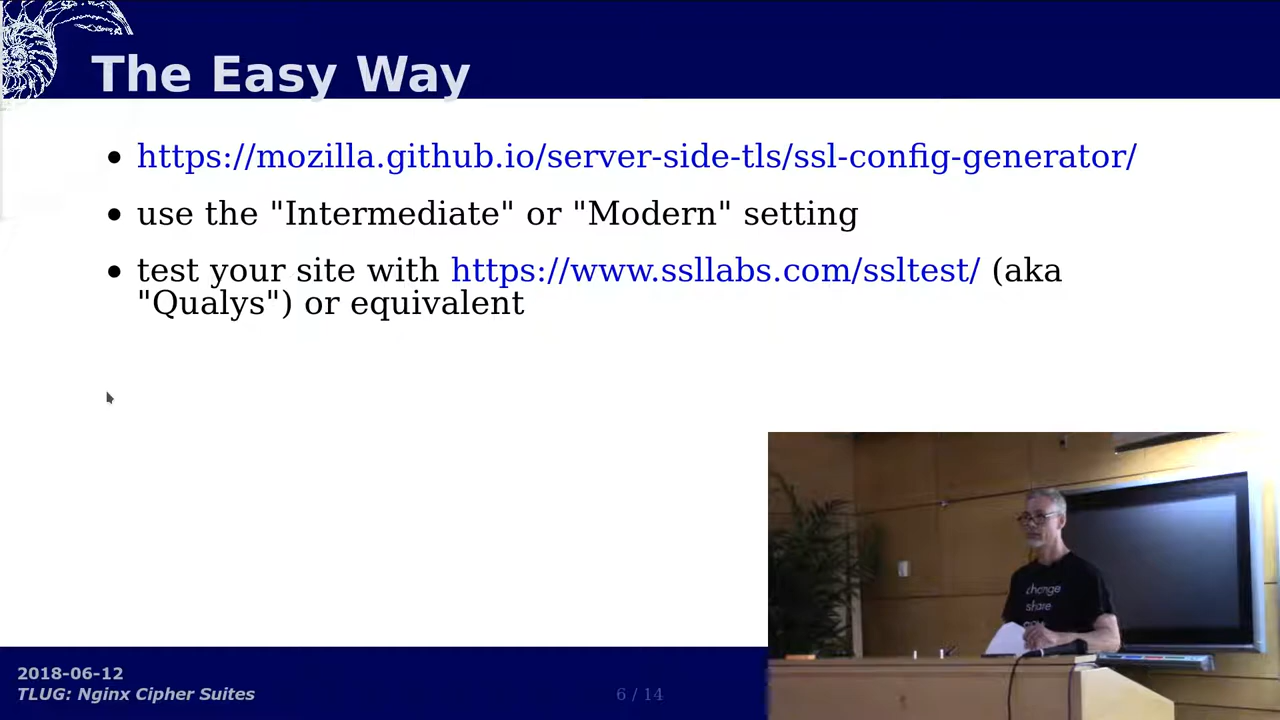 The Easy Way
https://mozilla.github.io/server-side-tls/ssl-config-generator/
use the "Intermediate" or "Modern" setting
test your site with https://www.ssllabs.com/ssltest/ (aka
"Qualys") or equivalent
change
share
2018-06-12
TLUG: Nginx Cipher Suites
6 / 14